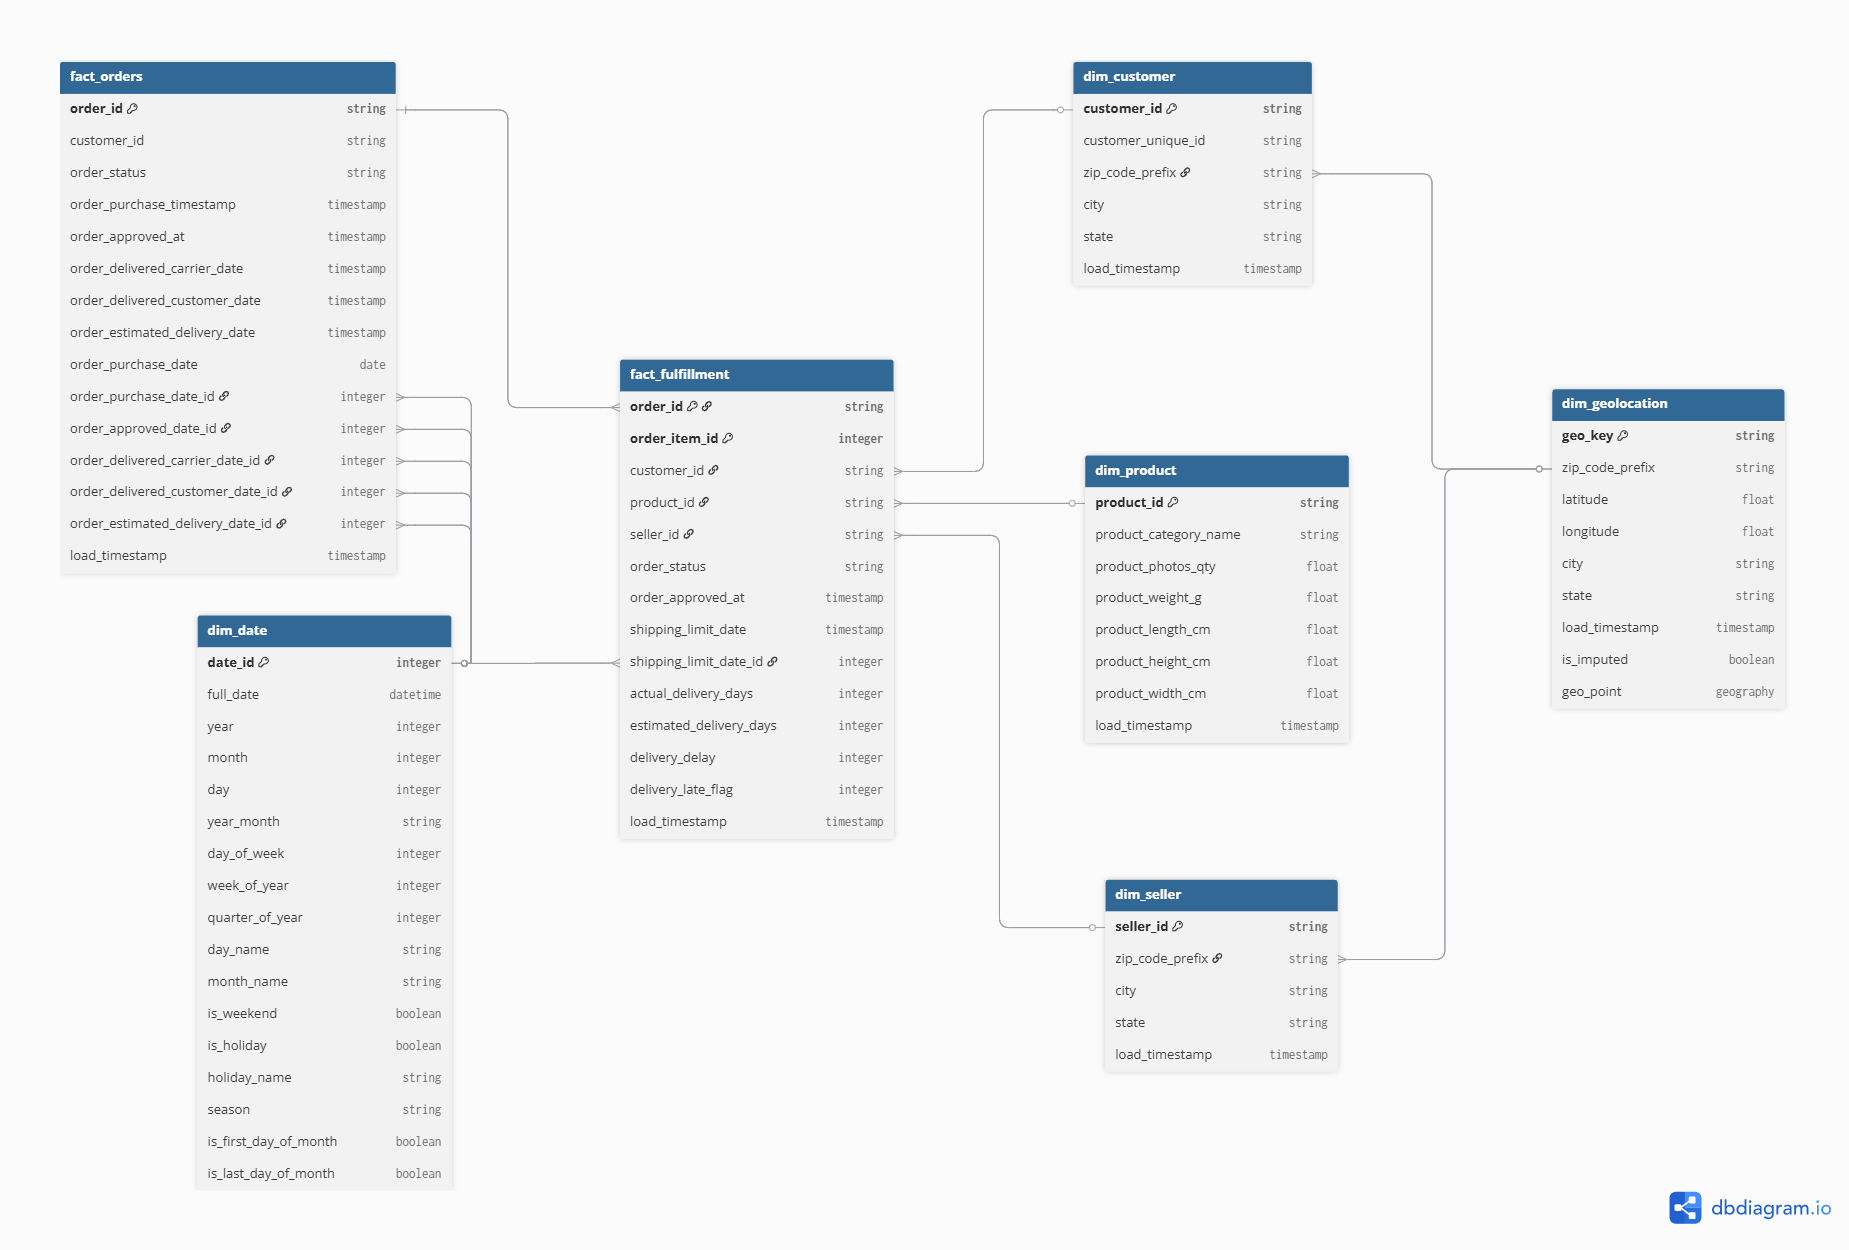 fact_orders
order_id string
customer_id string
order_status string
order_purchase_timestamp timestamp
order_approved_at timestamp
order_delivered_carrier_date timestamp
order_delivered_customer_date timestamp
order_estimated_delivery_date timestamp
order_purchase_date date
order_purchase_date_id integer
order_approved_date_id integer
order_delivered_carrier_date_id integer
order_delivered_customer_date_id integer
order_estimated_delivery_date_id integer
load_timestamp timestamp
dim_date
date_id integer
full_date datetime
year integer
month integer
day integer
year_month string
day_of_week integer
week_of_year integer
quarter_of_year integer
day_name string
month_name string
is_weekend boolean
is_holiday boolean
holiday_name string
season string
is_first_day_of_month boolean
is_last_day_of_month boolean
fact_fulfillment
order_id string
order_item_id integer
customer_id string
product_id string
seller_id string
order_status string
order_approved_at timestamp
shipping_limit_date timestamp
shipping_limit_date_id integer
actual_delivery_days integer
estimated_delivery_days integer
delivery_delay integer
delivery_late_flag integer
load_timestamp timestamp
dim_customer
customer_id string
customer_unique_id string
zip_code_prefix string
city string
state string
load_timestamp timestamp
dim_product
product_id string
product_category_name string
product_photos_qty float
product_weight_g float
product_length_cm float
product_height_cm float
product_width_cm float
load_timestamp timestamp
dim_seller
seller_id string
zip_code_prefix string
city string
state string
load_timestamp timestamp
dim_geolocation
geo_key string
zip_code_prefix string
latitude float
longitude float
city string
state string
load_timestamp timestamp
is_imputed boolean
geo_point geography
dbdiagram.io